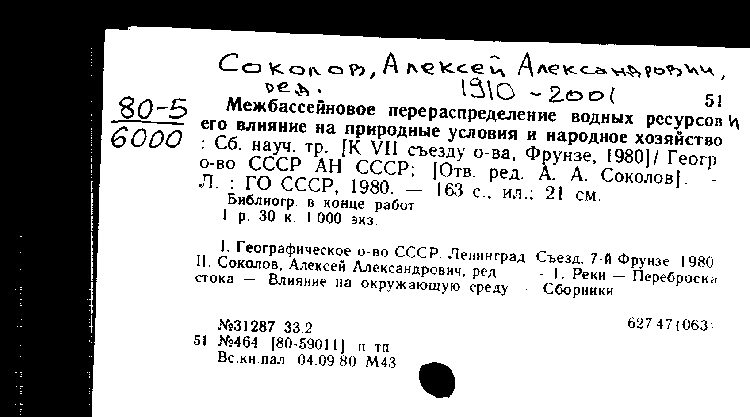 Соколов, Алексей Александрович,
ред. 1910-2001
80-5 51
6000
Межбассейновое перераспределение водных ресурсов и
его влияние на природные условия и народное хозяйство
: Сб. науч. тр. [К VII съезду о-ва, Фрунзе, 1980] / Геогр
о-во СССР АН СССР; [Отв. ред. А. А. Соколов]. -
Л. : ГО СССР, 1980. — 163 с., ил.; 21 см.
Библиогр. в конце работ
1 р. 30 к. 1 000 экз.
I. Географическое о-во СССР. Ленинград Съезд, 7-й Фрунзе 1980
II. Соколов, Алексей Александрович, ред - 1. Реки — Переброска
стока — Влияние на окружающую среду - Сборники
№31287 33.2 627 47(063)
51 №464 [80-59011] п тп
Вс.кн.пал 04.09 80 М43